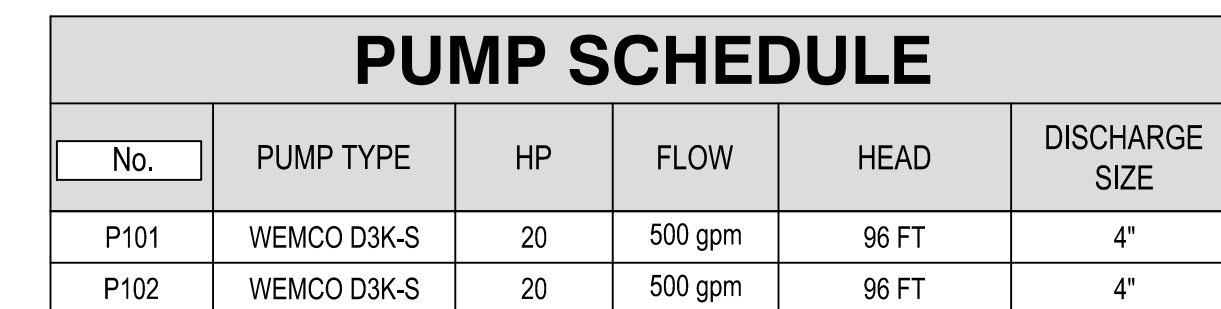 PUMP SCHEDULE
No. PUMP TYPE HP FLOW HEAD DISCHARGE SIZE
P101 WEMCO D3K-S 20 500 gpm 96 FT 4"
P102 WEMCO D3K-S 20 500 gpm 96 FT 4"